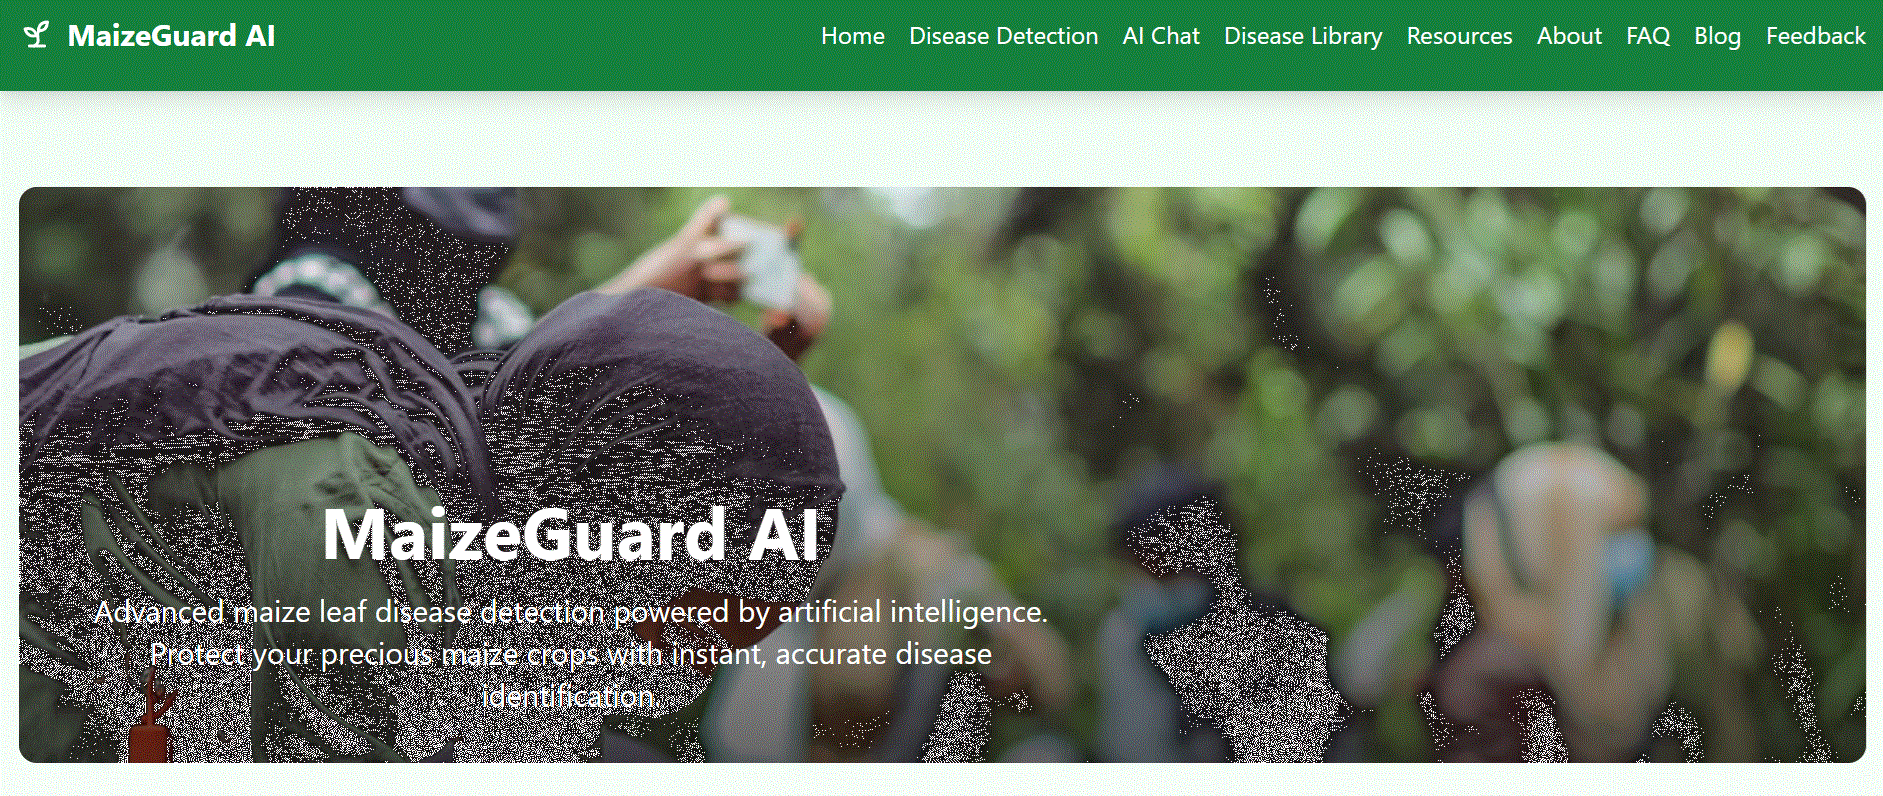 MaizeGuard AI
Home Disease Detection AI Chat Disease Library Resources About FAQ Blog Feedback
MaizeGuard AI
Advanced maize leaf disease detection powered by artificial intelligence.
Protect your precious maize crops with instant, accurate disease
identification.